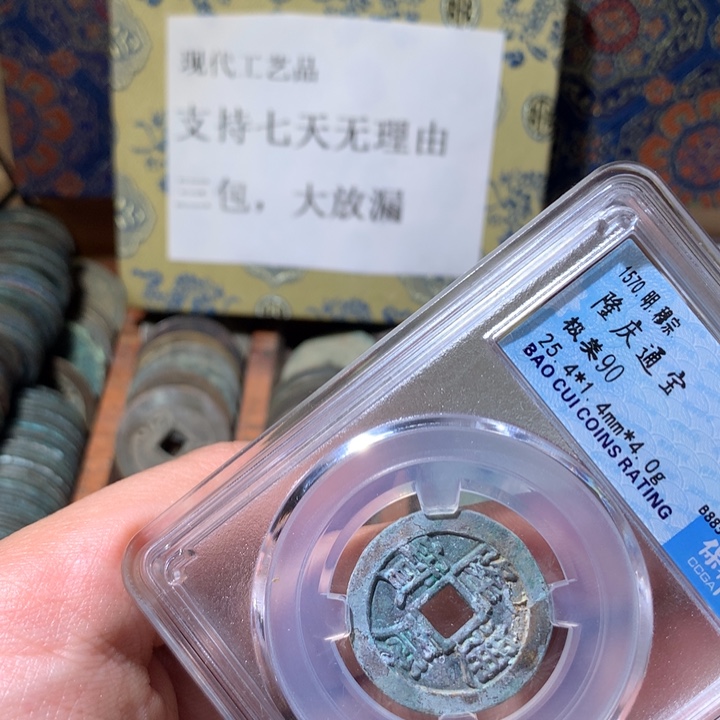 现代工艺品
支持七天无理由
三包，大放漏
1570.明.穆宗
隆庆通宝
极美90
25.4*1.4mm*4.0g
BAO CUI COINS RATING
CCGA